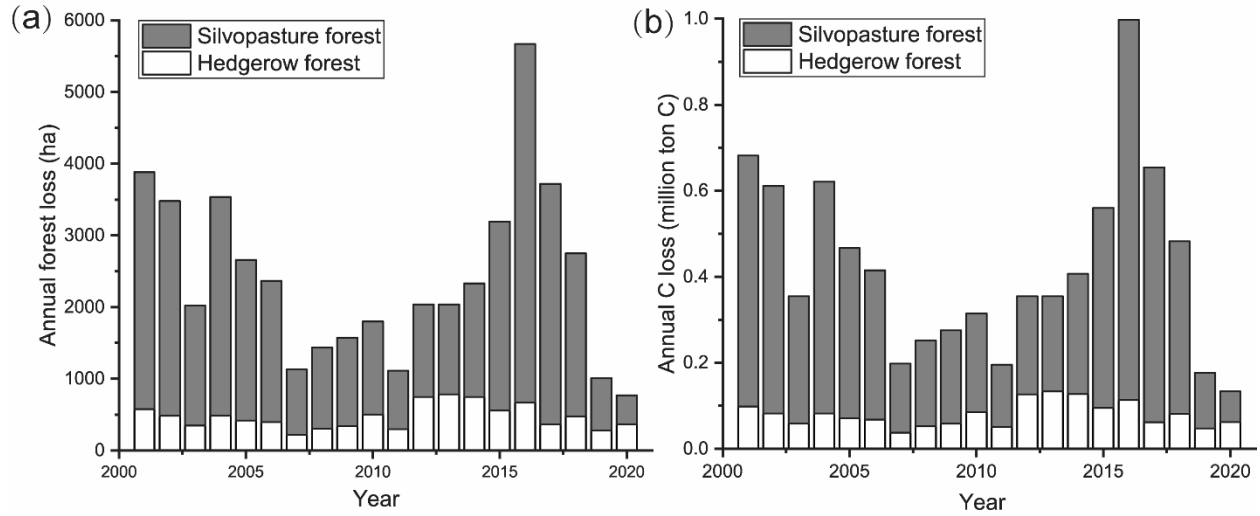 (a)
6000
5000
4000
3000
2000
1000
0
Annual forest loss (ha)
Silvopasture forest
Hedgerow forest
2000 2005 2010 2015 2020
Year
(b)
1.0
0.8
0.6
0.4
0.2
0.0
Annual C loss (million ton C)
Silvopasture forest
Hedgerow forest
2000 2005 2010 2015 2020
Year